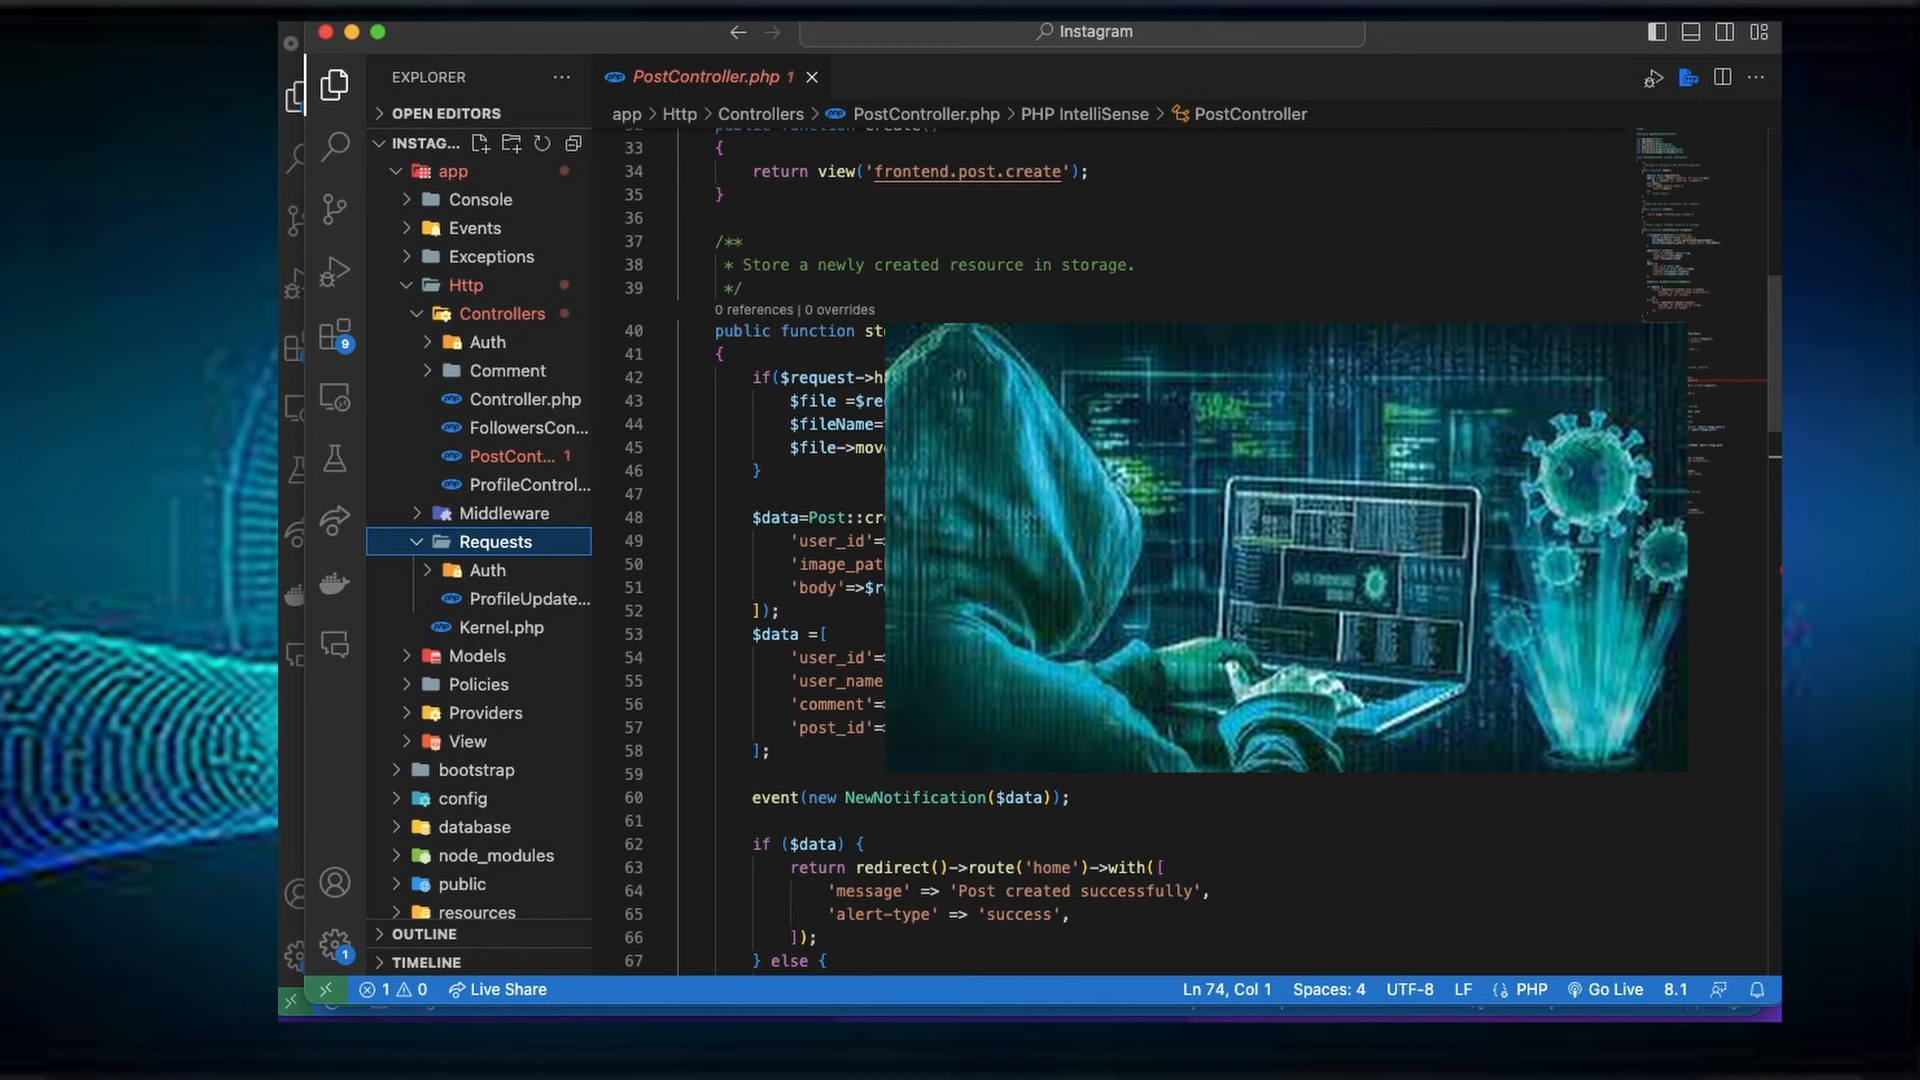 Instagram
EXPLORER
OPEN EDITORS
INSTAG...
app
Console
Events
Exceptions
Http
Controllers
Auth
Comment
Controller.php
FollowersCon...
PostCont... 1
ProfileControl...
Middleware
Requests
Auth
ProfileUpdate...
Kernel.php
Models
Policies
Providers
View
bootstrap
config
database
node_modules
public
resources
OUTLINE
TIMELINE
9
1
PostController.php 1
app > Http > Controllers > PostController.php > PHP IntelliSense > PostController
public function create()
33 {
34 return view('frontend.post.create');
35 }
36
37 /**
38 * Store a newly created resource in storage.
39 */
0 references | 0 overrides
40 public function st
41 {
42 if($request->h
43 $file =$re
44 $fileName=
45 $file->mov
46 }
47
48 $data=Post::cr
49 'user_id'=
50 'image_pat
51 'body'=>$r
52 ]);
53 $data =[
54 'user_id'=
55 'user_name
56 'comment'=
57 'post_id'=
58 ];
59
60 event(new NewNotification($data));
61
62 if ($data) {
63 return redirect()->route('home')->with([
64 'message' => 'Post created successfully',
65 'alert-type' => 'success',
66 ]);
67 } else {
1 0 Live Share
Ln 74, Col 1 Spaces: 4 UTF-8 LF PHP Go Live 8.1